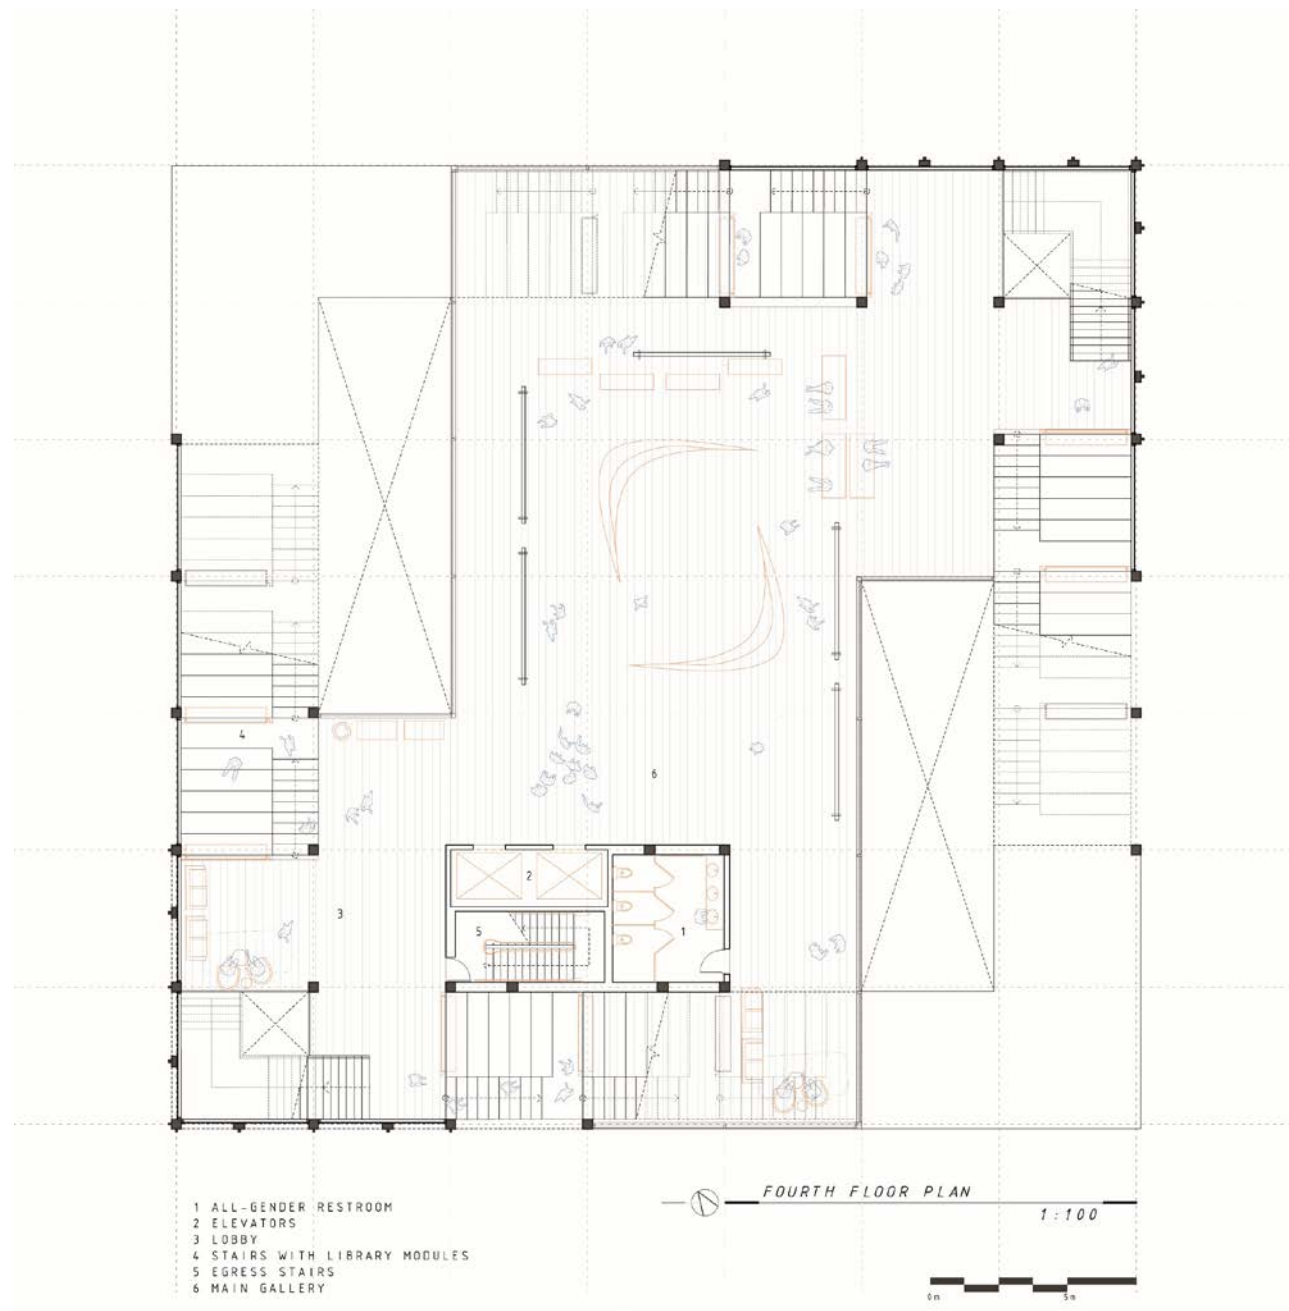 4
6
2
3
5
1
FOURTH FLOOR PLAN
1:100
1 ALL-GENDER RESTROOM
2 ELEVATORS
3 LOBBY
4 STAIRS WITH LIBRARY MODULES
5 EGRESS STAIRS
6 MAIN GALLERY
0m 5m